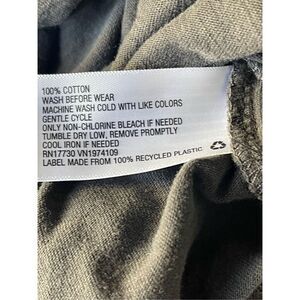 100% COTTON
WASH BEFORE WEAR
MACHINE WASH COLD WITH LIKE COLORS
GENTLE CYCLE
ONLY NON-CHLORINE BLEACH IF NEEDED
TUMBLE DRY LOW, REMOVE PROMPTLY
COOL IRON IF NEEDED
RN17730 VN1974109
LABEL MADE FROM 100% RECYCLED PLASTIC